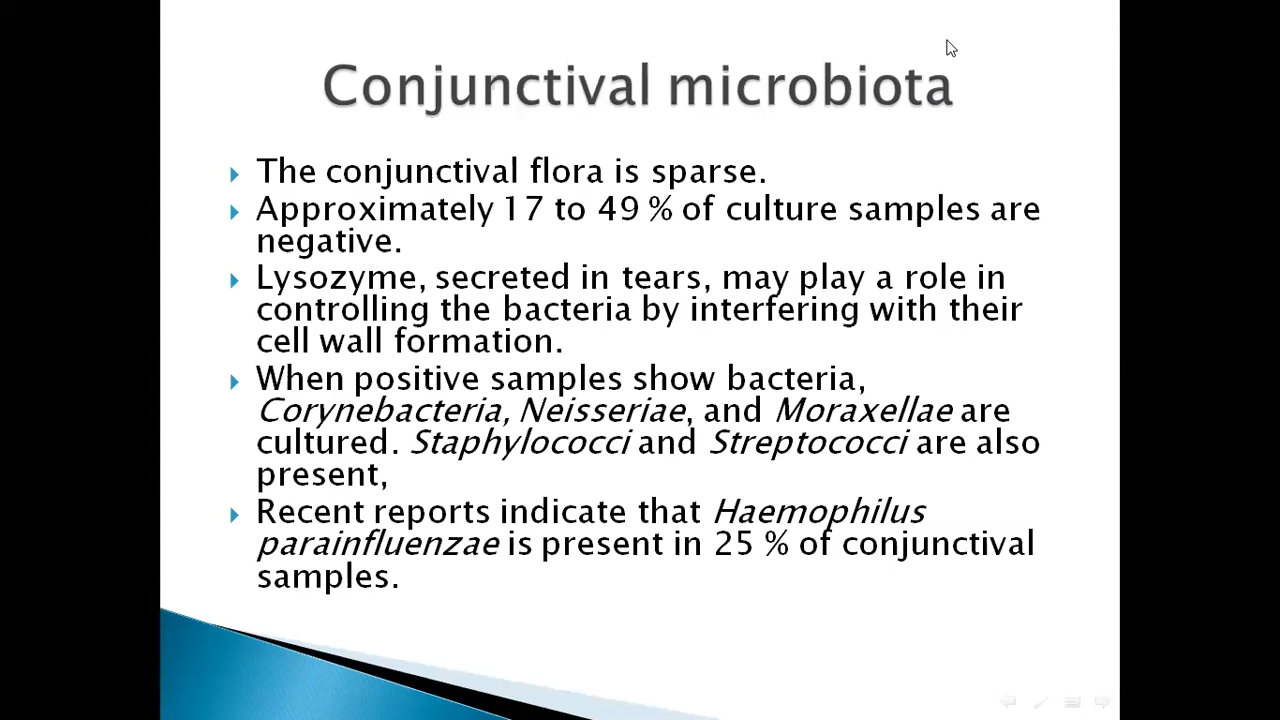 Conjunctival microbiota
The conjunctival flora is sparse.
Approximately 17 to 49 % of culture samples are
negative.
Lysozyme, secreted in tears, may play a role in
controlling the bacteria by interfering with their
cell wall formation.
When positive samples show bacteria,
Corynebacteria, Neisseriae, and Moraxellae are
cultured. Staphylococci and Streptococci are also
present,
Recent reports indicate that Haemophilus
parainfluenzae is present in 25 % of conjunctival
samples.